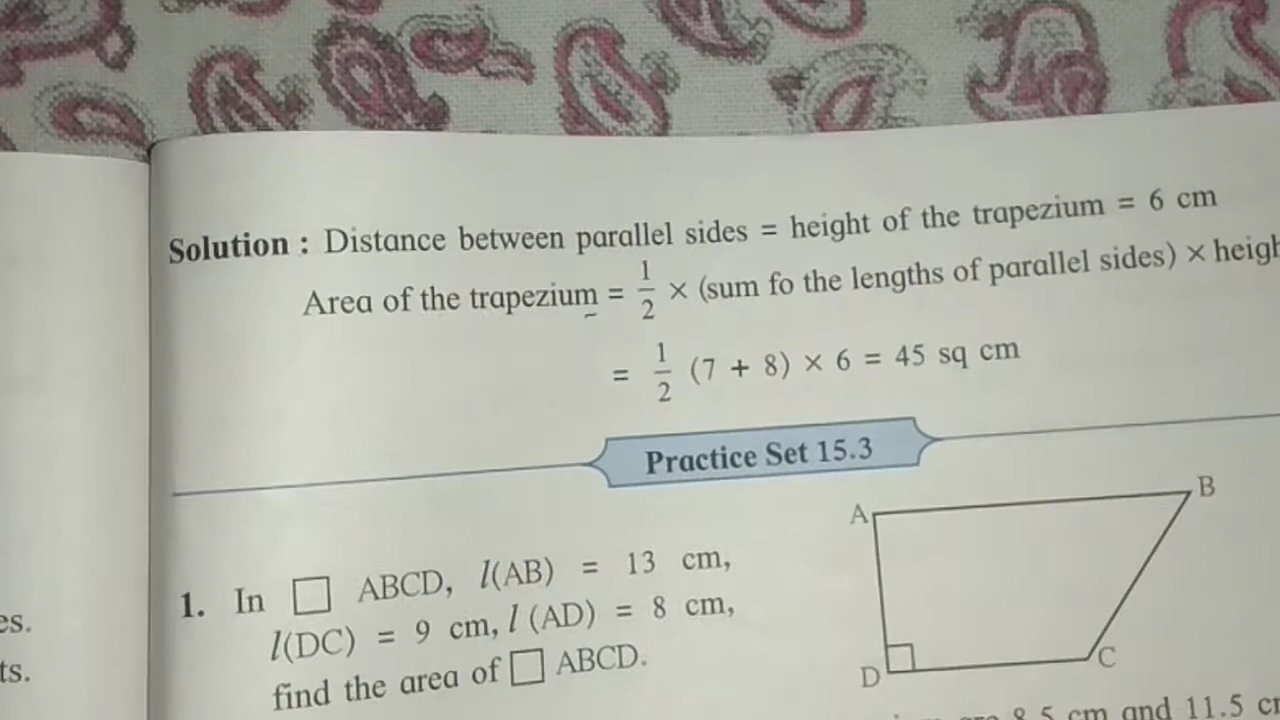 Solution : Distance between parallel sides = height of the trapezium = 6 cm
Area of the trapezium = 1/2 × (sum fo the lengths of parallel sides) × heigh
= 1/2 (7 + 8) × 6 = 45 sq cm
Practice Set 15.3
A
B
1. In □ ABCD, l(AB) = 13 cm,
l(DC) = 9 cm, l (AD) = 8 cm,
find the area of □ ABCD.
D
C
es.
ts.
8.5 cm and 11.5 c